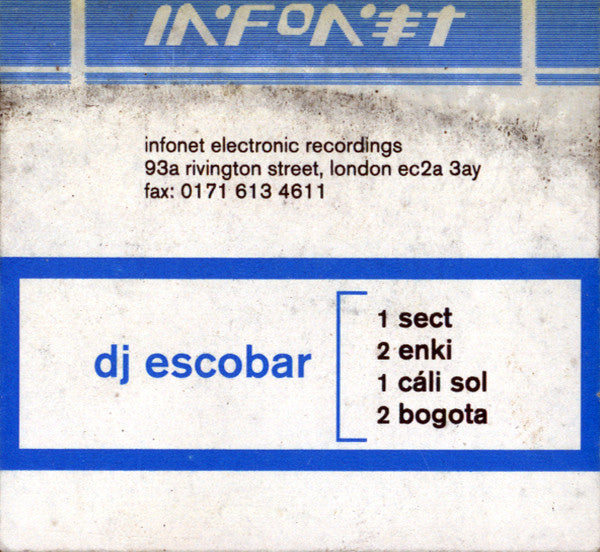 INFONET
infonet electronic recordings
93a rivington street, london ec2a 3ay
fax: 0171 613 4611
dj escobar
1 sect
2 enki
1 cáli sol
2 bogota